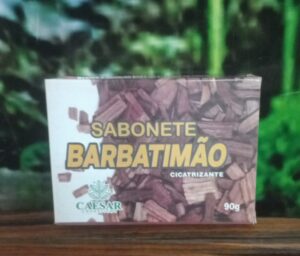 SABONETE
BARBATIMÃO
CICATRIZANTE
CAESAR
90g